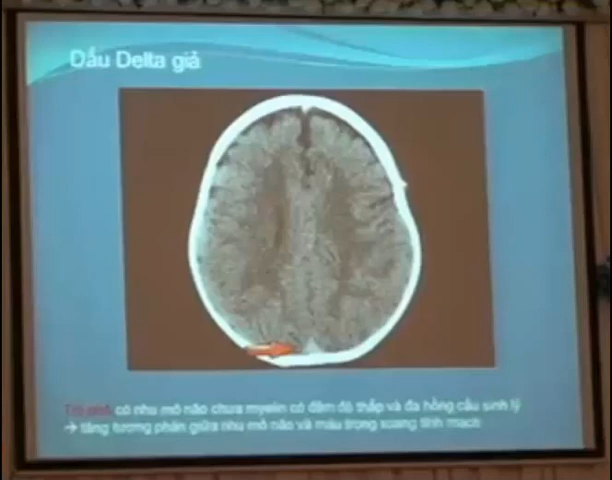 Dấu Delta giả
Trẻ nhỏ có nhu mô não chưa myelin có đậm độ thấp và đa hồng cầu sinh lý
→ tăng tương phản giữa nhu mô não và máu trong xoang tĩnh mạch